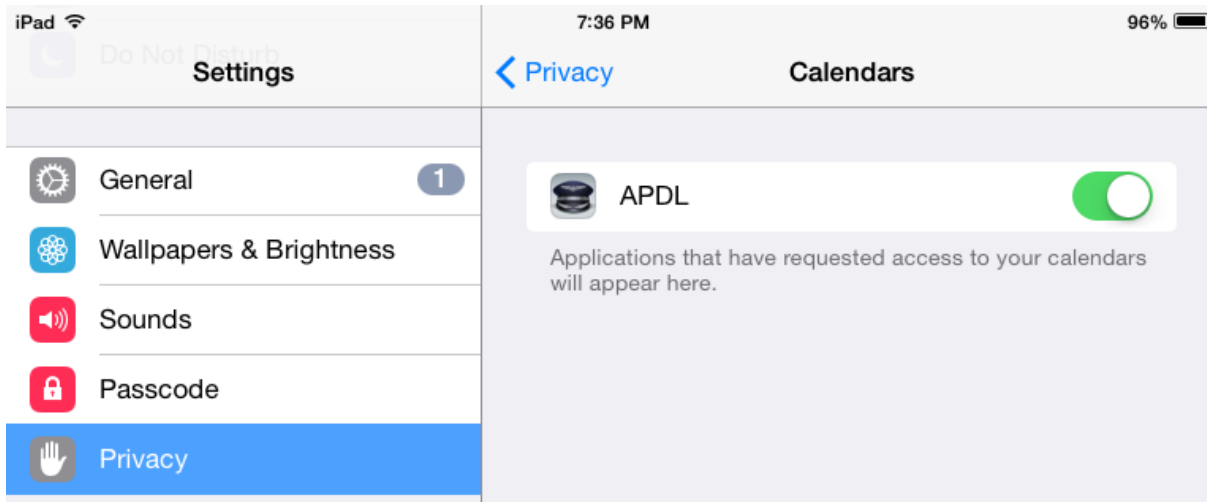 iPad 7:36 PM 96%
Do Not Disturb
Settings
Privacy Calendars
General 1
Wallpapers & Brightness
Sounds
Passcode
Privacy
APDL
Applications that have requested access to your calendars
will appear here.